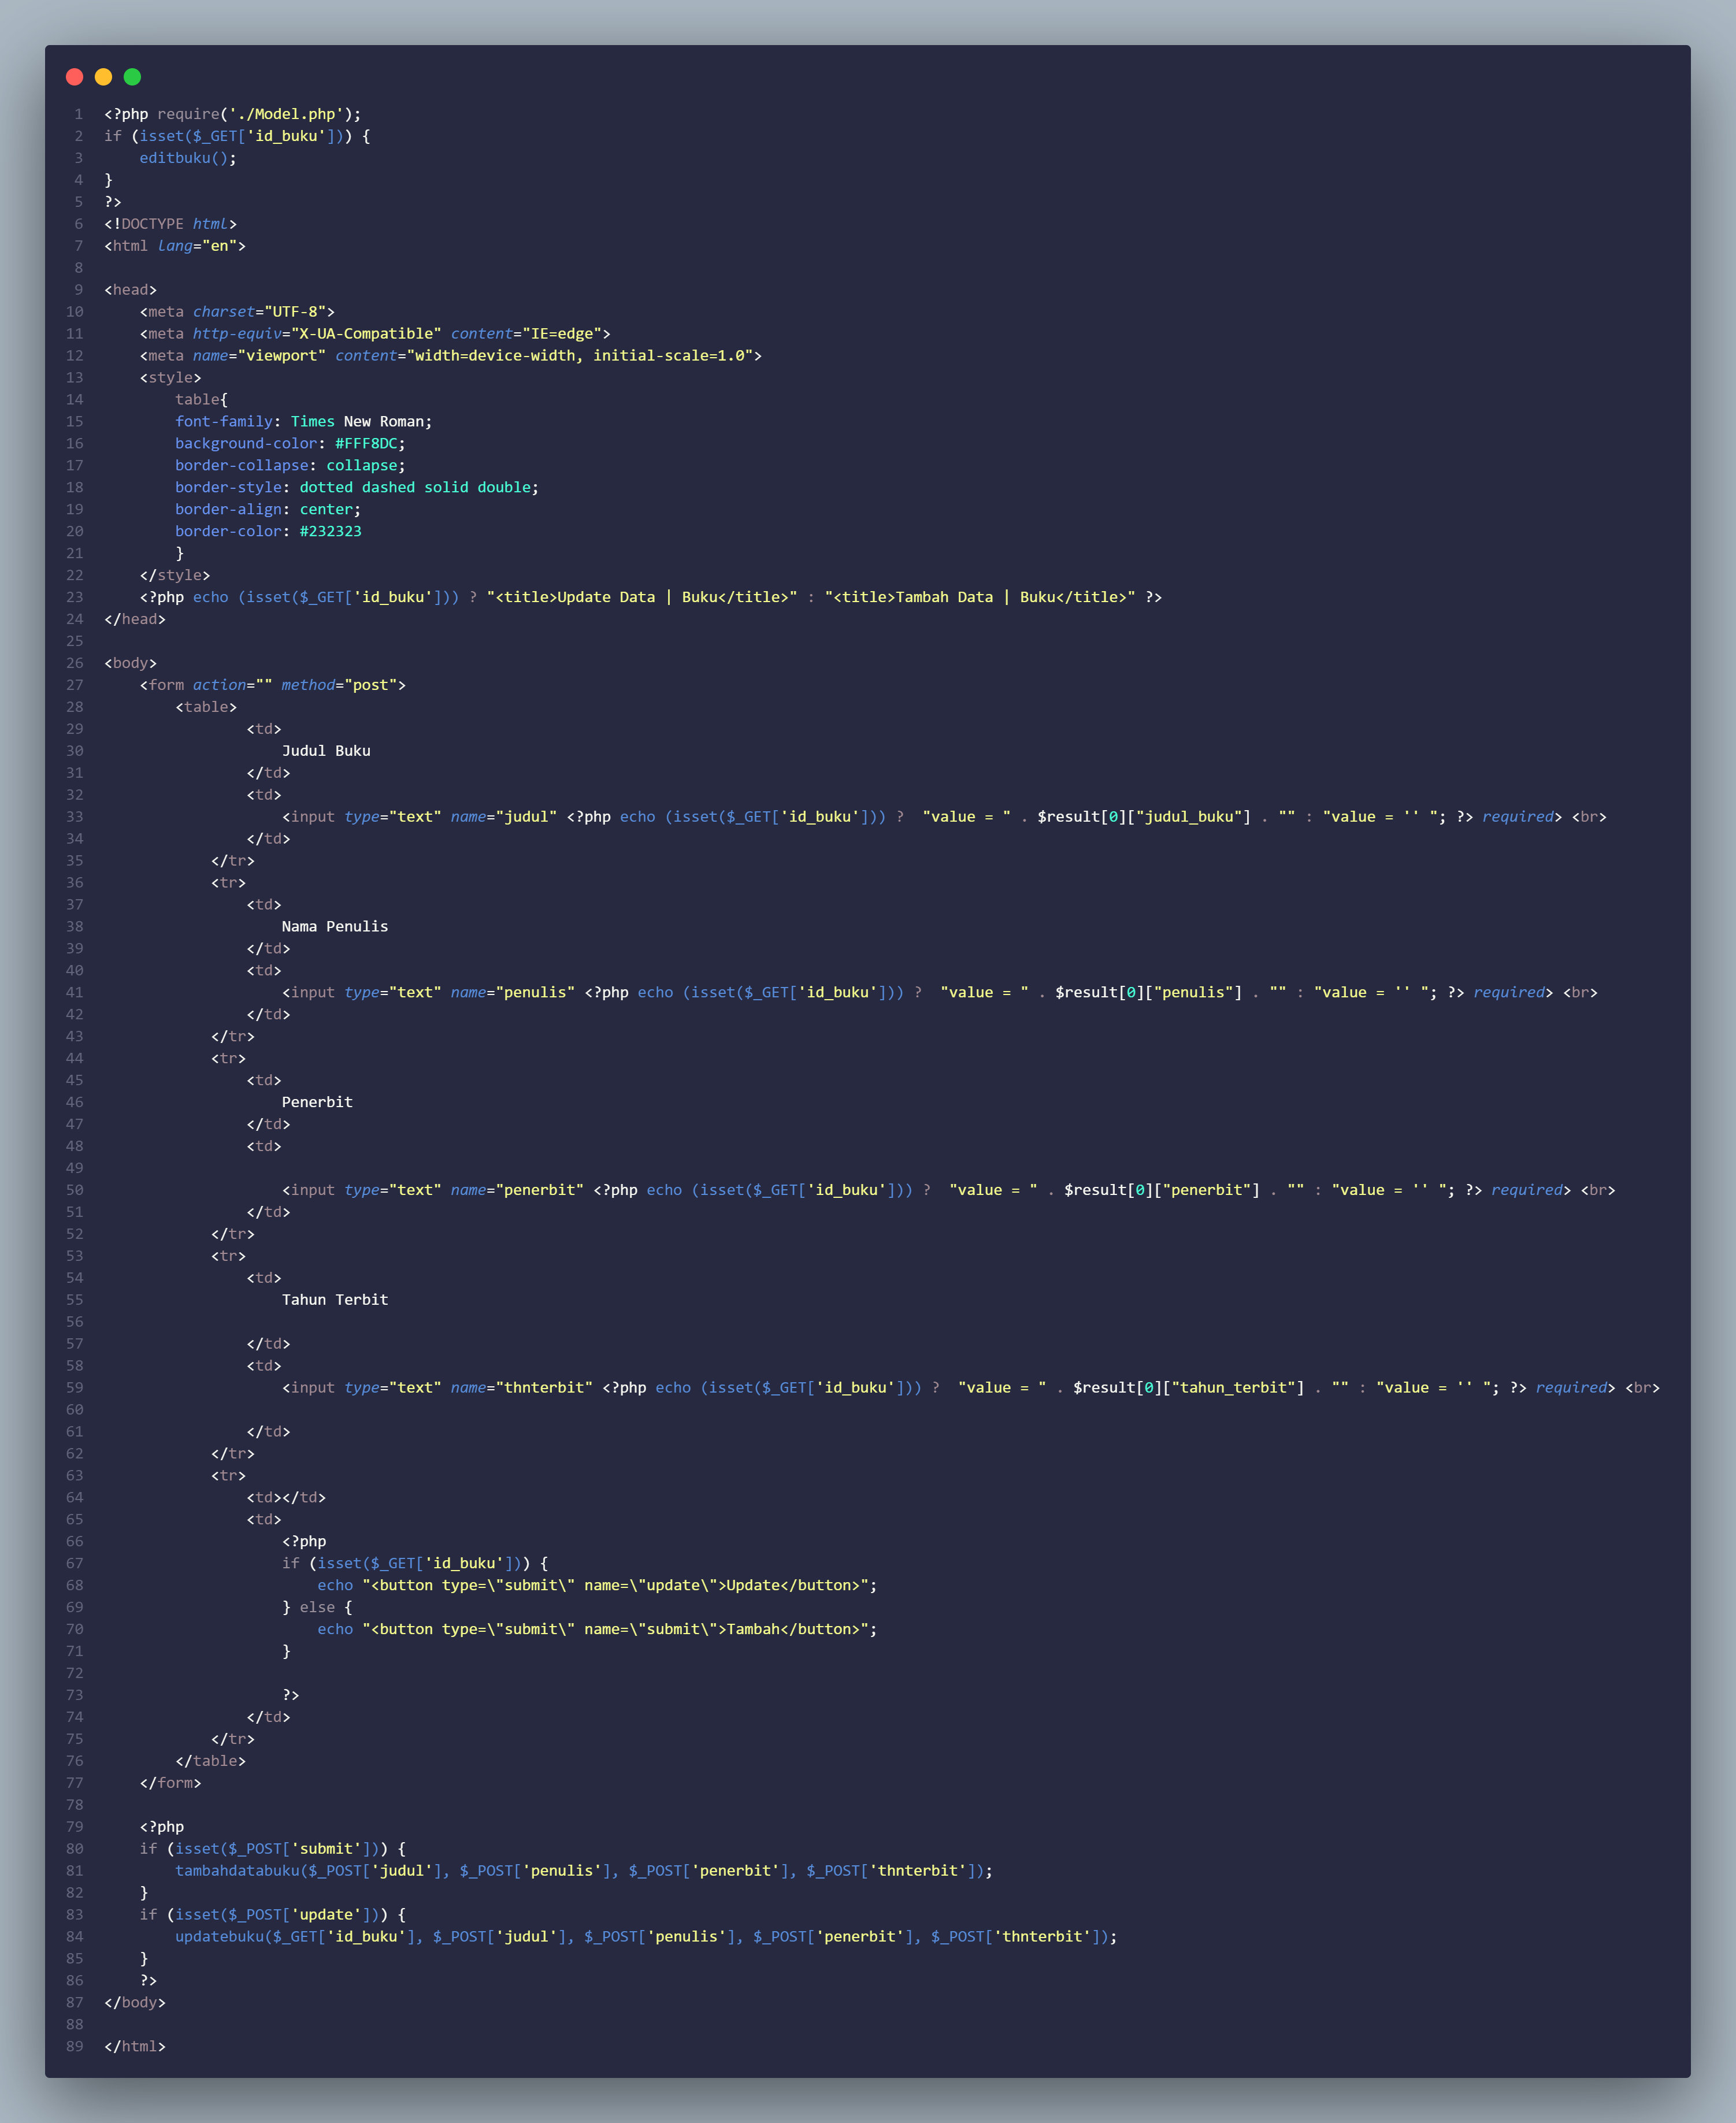 1 <?php require('./Model.php');
2 if (isset($_GET['id_buku'])) {
3     editbuku();
4 }
5 ?>
6 <!DOCTYPE html>
7 <html lang="en">
8
9 <head>
10     <meta charset="UTF-8">
11     <meta http-equiv="X-UA-Compatible" content="IE=edge">
12     <meta name="viewport" content="width=device-width, initial-scale=1.0">
13     <style>
14         table{
15         font-family: Times New Roman;
16         background-color: #FFF8DC;
17         border-collapse: collapse;
18         border-style: dotted dashed solid double;
19         border-align: center;
20         border-color: #232323
21         }
22     </style>
23     <?php echo (isset($_GET['id_buku'])) ? "<title>Update Data | Buku</title>" : "<title>Tambah Data | Buku</title>" ?>
24 </head>
25
26 <body>
27     <form action="" method="post">
28         <table>
29                 <td>
30                     Judul Buku
31                 </td>
32                 <td>
33                     <input type="text" name="judul" <?php echo (isset($_GET['id_buku'])) ?  "value = " . $result[0]["judul_buku"] . "" : "value = '' "; ?> required> <br>
34                 </td>
35             </tr>
36             <tr>
37                 <td>
38                     Nama Penulis
39                 </td>
40                 <td>
41                     <input type="text" name="penulis" <?php echo (isset($_GET['id_buku'])) ?  "value = " . $result[0]["penulis"] . "" : "value = '' "; ?> required> <br>
42                 </td>
43             </tr>
44             <tr>
45                 <td>
46                     Penerbit
47                 </td>
48                 <td>
49
50                     <input type="text" name="penerbit" <?php echo (isset($_GET['id_buku'])) ?  "value = " . $result[0]["penerbit"] . "" : "value = '' "; ?> required> <br>
51                 </td>
52             </tr>
53             <tr>
54                 <td>
55                     Tahun Terbit
56
57                 </td>
58                 <td>
59                     <input type="text" name="thnterbit" <?php echo (isset($_GET['id_buku'])) ?  "value = " . $result[0]["tahun_terbit"] . "" : "value = '' "; ?> required> <br>
60
61                 </td>
62             </tr>
63             <tr>
64                 <td></td>
65                 <td>
66                     <?php
67                     if (isset($_GET['id_buku'])) {
68                         echo "<button type=\"submit\" name=\"update\">Update</button>";
69                     } else {
70                         echo "<button type=\"submit\" name=\"submit\">Tambah</button>";
71                     }
72
73                     ?>
74                 </td>
75             </tr>
76         </table>
77     </form>
78
79     <?php
80     if (isset($_POST['submit'])) {
81         tambahdatabuku($_POST['judul'], $_POST['penulis'], $_POST['penerbit'], $_POST['thnterbit']);
82     }
83     if (isset($_POST['update'])) {
84         updatebuku($_GET['id_buku'], $_POST['judul'], $_POST['penulis'], $_POST['penerbit'], $_POST['thnterbit']);
85     }
86     ?>
87 </body>
88
89 </html>